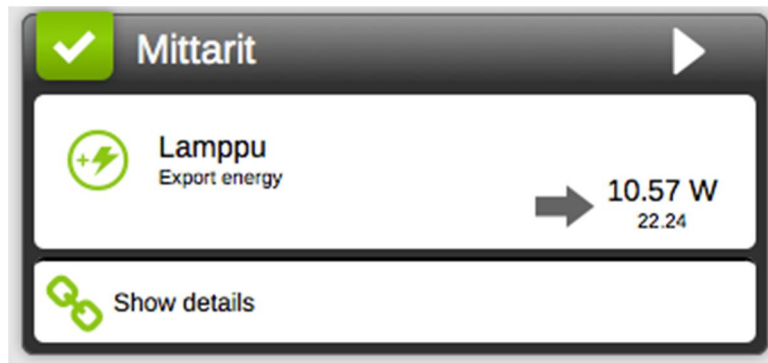 Mittarit
Lamppu
Export energy
10.57 W
22.24
Show details